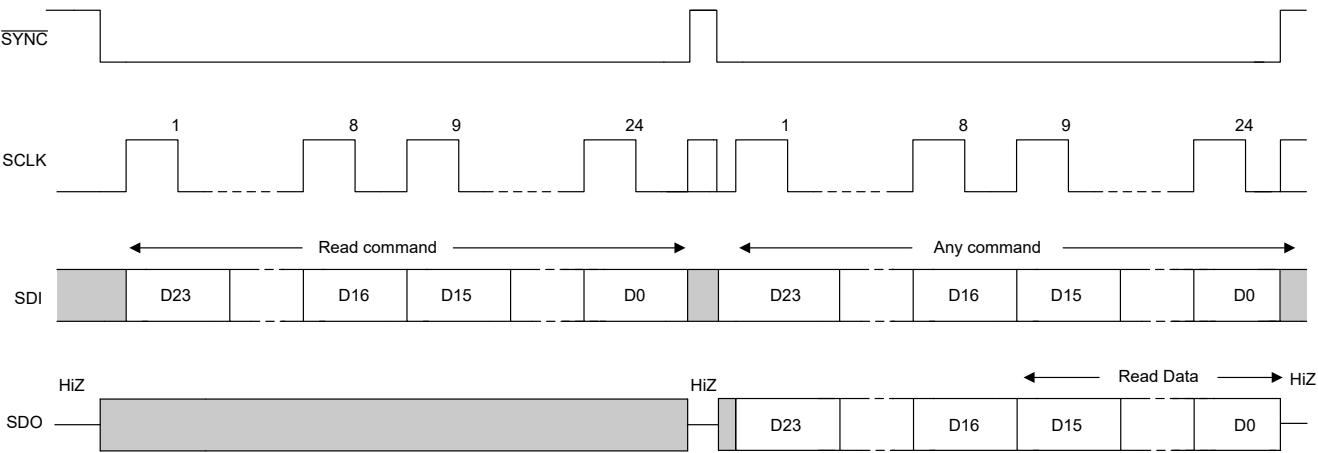 S̅Y̅N̅C̅
1 8 9 24 1 8 9 24
SCLK
Read command Any command
SDI D23 D16 D15 D0 D23 D16 D15 D0
HiZ HiZ Read Data HiZ
SDO D23 D16 D15 D0